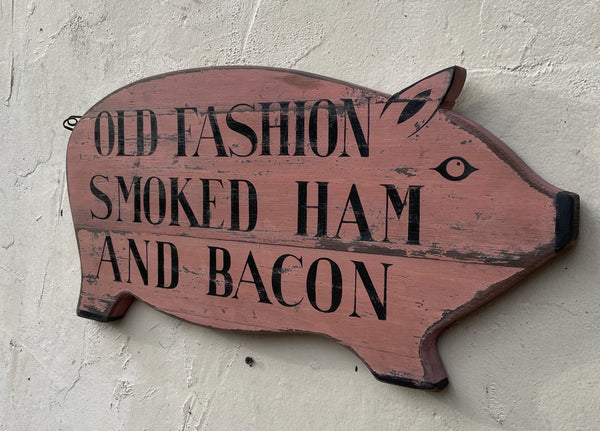 OLD FASHION
SMOKED HAM
AND BACON